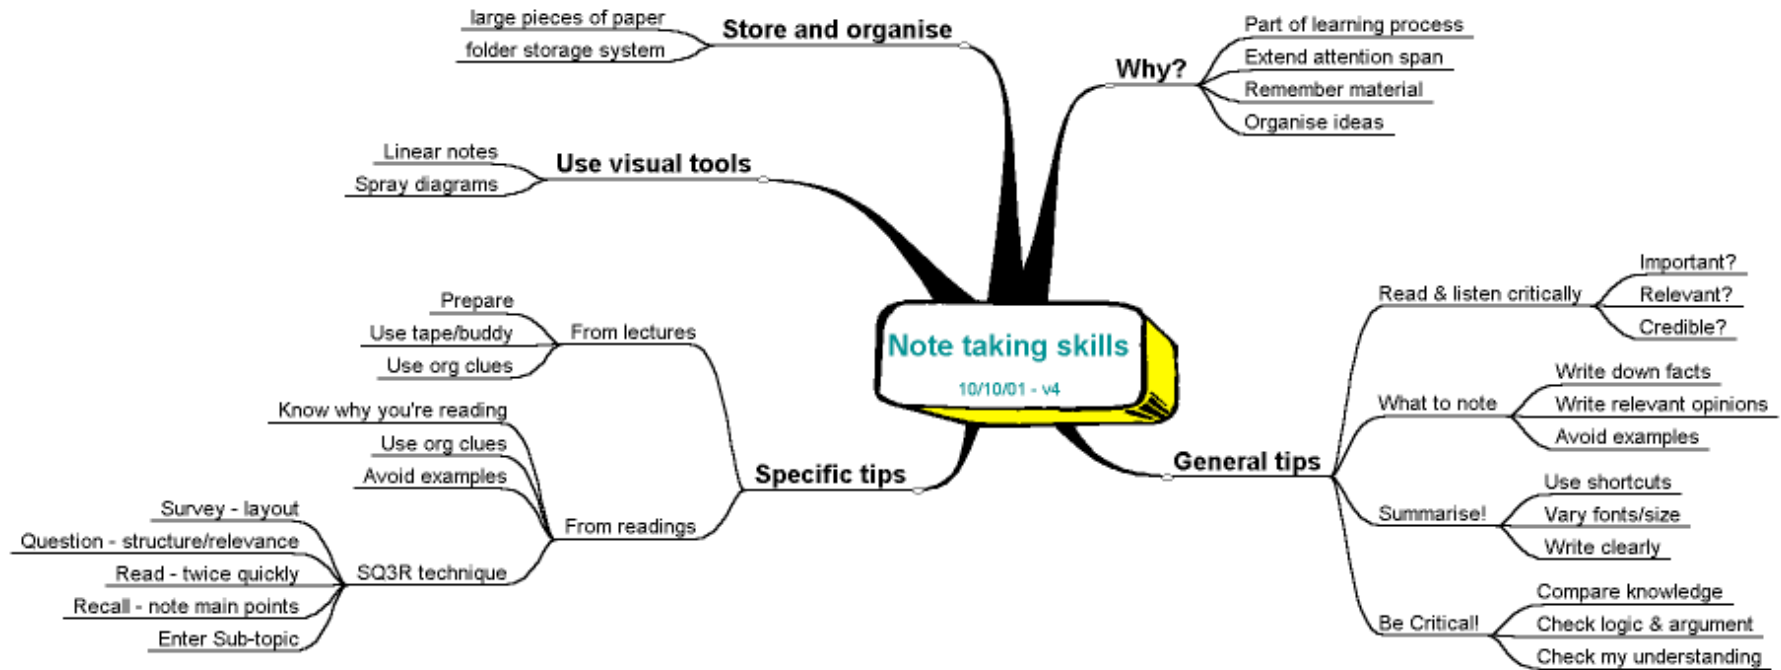 Note taking skills
10/10/01 - v4
Why?
Part of learning process
Extend attention span
Remember material
Organise ideas
General tips
Read & listen critically
Important?
Relevant?
Credible?
What to note
Write down facts
Write relevant opinions
Avoid examples
Summarise!
Use shortcuts
Vary fonts/size
Write clearly
Be Critical!
Compare knowledge
Check logic & argument
Check my understanding
Specific tips
From lectures
Prepare
Use tape/buddy
Use org clues
From readings
Know why you're reading
Use org clues
Avoid examples
SQ3R technique
Survey - layout
Question - structure/relevance
Read - twice quickly
Recall - note main points
Enter Sub-topic
Use visual tools
Linear notes
Spray diagrams
Store and organise
large pieces of paper
folder storage system